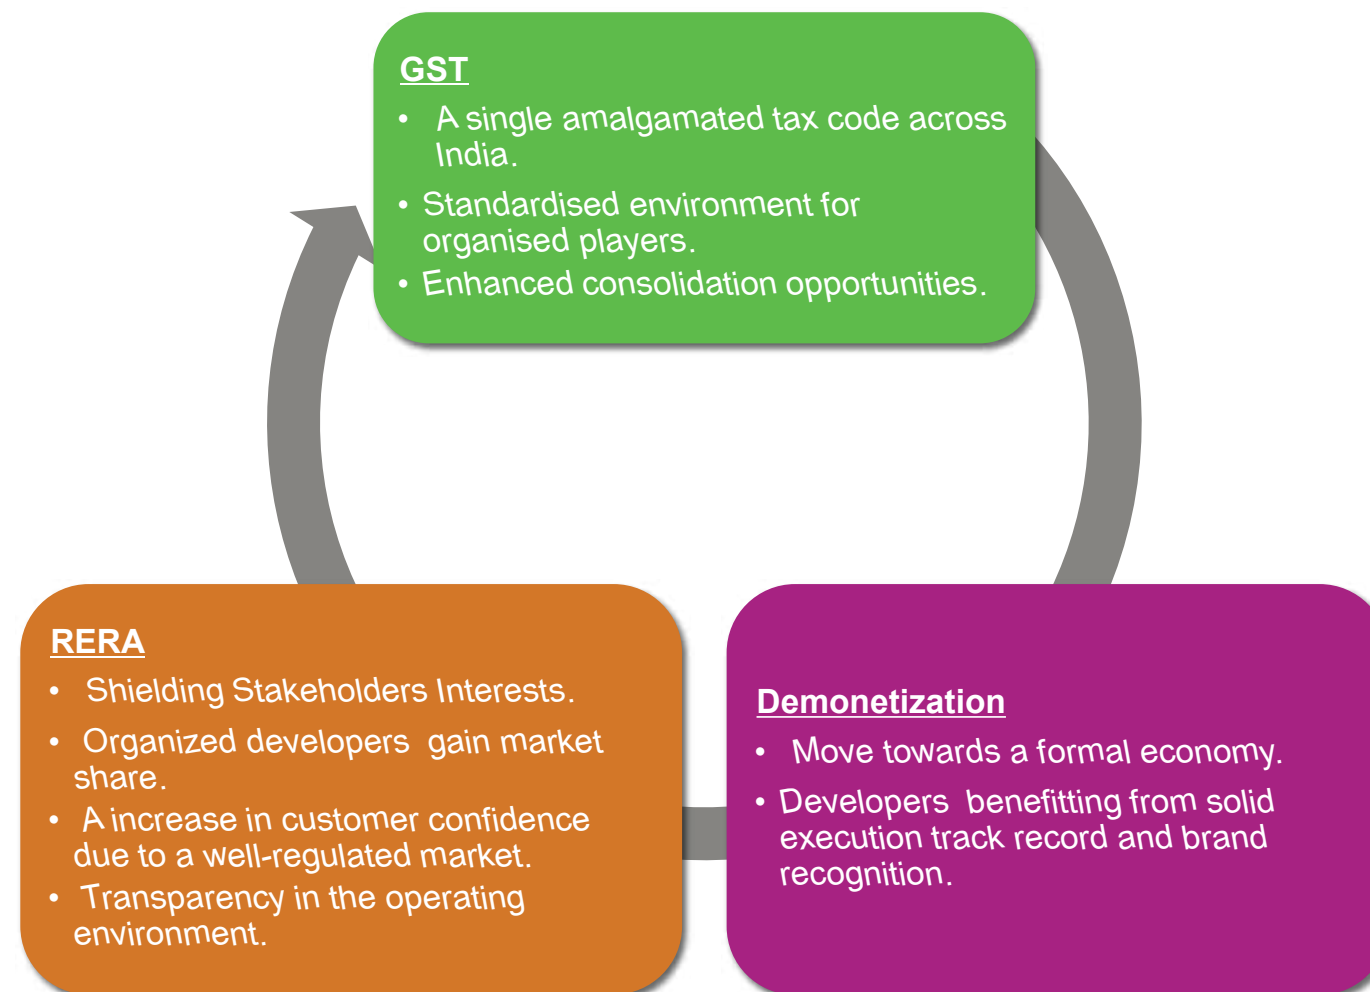 GST
• A single amalgamated tax code across
India.
• Standardised environment for
organised players.
• Enhanced consolidation opportunities.
RERA
• Shielding Stakeholders Interests.
• Organized developers gain market
share.
• A increase in customer confidence
due to a well-regulated market.
• Transparency in the operating
environment.
Demonetization
• Move towards a formal economy.
• Developers benefitting from solid
execution track record and brand
recognition.